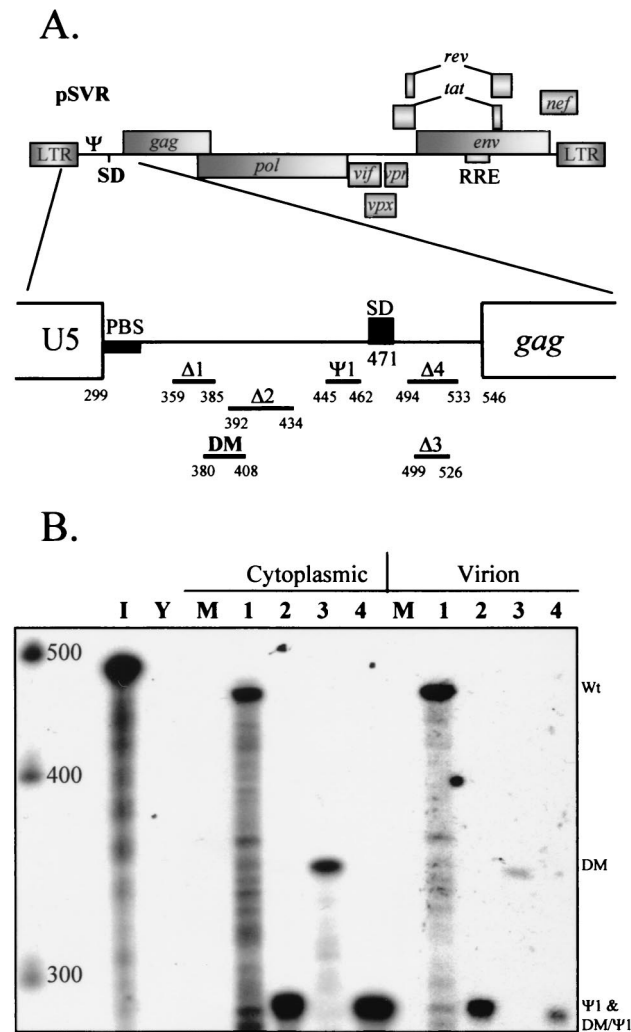 A.
rev
pSVR
tat
nef
Ψ
gag
env
LTR
LTR
SD
pol
vif
vpr
RRE
vpx
SD
U5
PBS
gag
471
Δ1
Ψ1
Δ4
299
359 385
445 462
494 533
546
Δ2
392 434
DM
Δ3
380 408
499 526
B.
Cytoplasmic Virion
I Y M 1 2 3 4 M 1 2 3 4
500
Wt
400
DM
300
Ψ1 &
DM/Ψ1